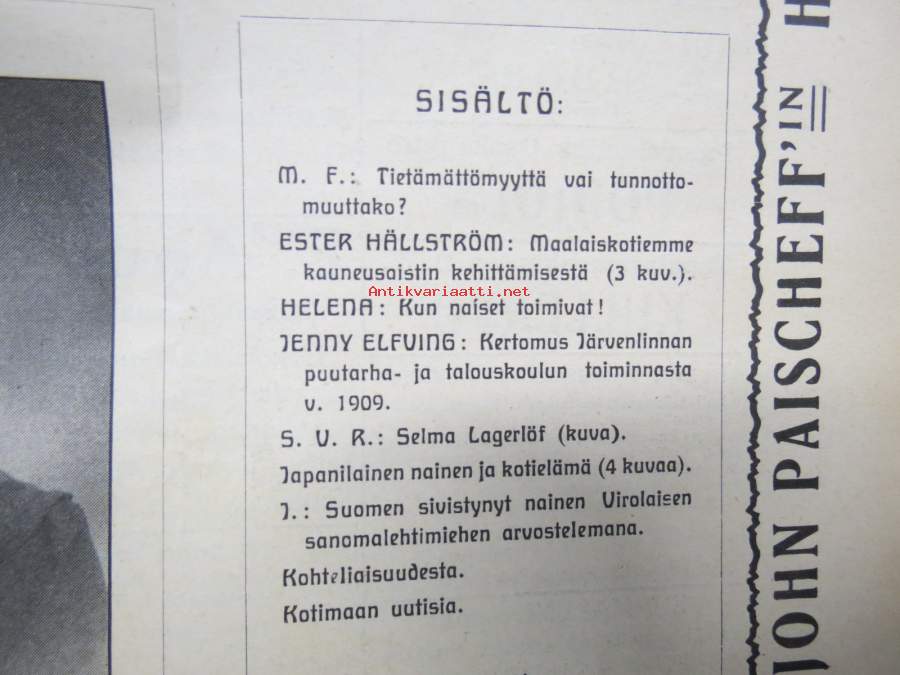 SISÄLTÖ:
M. F.: Tietämättömyyttä vai tunnotto-
muuttako?
ESTER HÄLLSTRÖM: Maalaiskotiemme
kauneusaistin kehittämisestä (3 kuv.).
Antikvariaatti.net
HELENA: Kun naiset toimivat!
JENNY ELFVING: Kertomus Järvenlinnan
puutarha- ja talouskoulun toiminnasta
v. 1909.
S. V. R.: Selma Lagerlöf (kuva).
Japanilainen nainen ja kotielämä (4 kuvaa).
J.: Suomen sivistynyt nainen Virolaisen
sanomalehtimiehen arvostelemana.
Kohteliaisuudesta.
Kotimaan uutisia.
JOHN PAISCHEFF'IN H